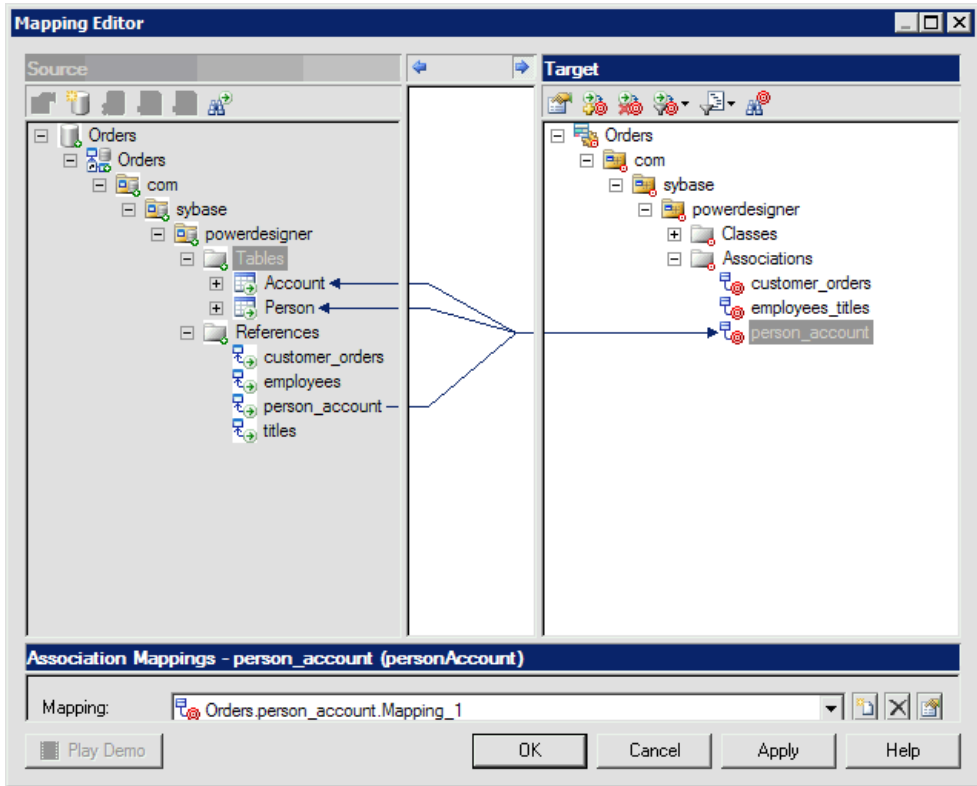 Mapping Editor
Source
Target
Orders
Orders
com
sybase
powerdesigner
Tables
Account
Person
References
customer_orders
employees
person_account
titles
Orders
com
sybase
powerdesigner
Classes
Associations
customer_orders
employees_titles
person_account
Association Mappings - person_account (personAccount)
Mapping: Orders.person_account.Mapping_1
Play Demo OK Cancel Apply Help